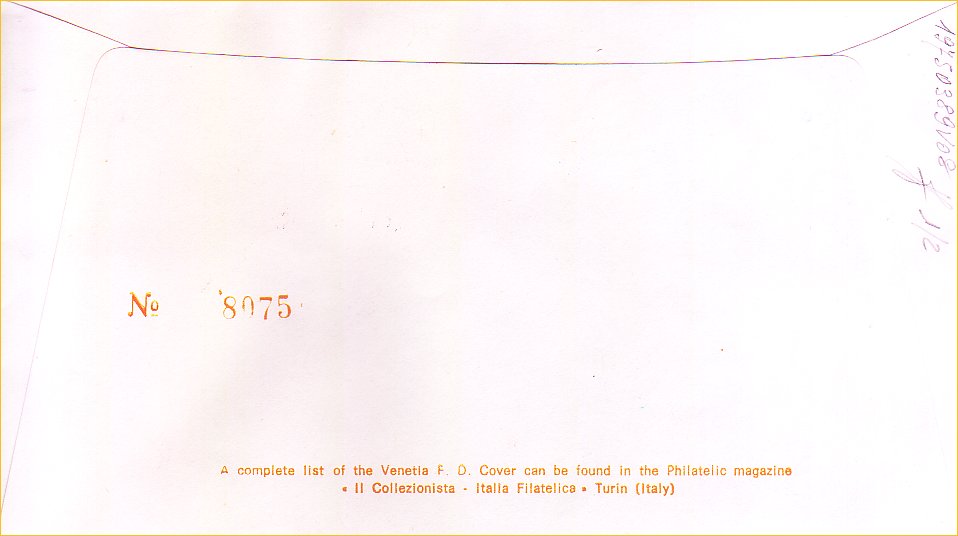 No 8075
A complete list of the Venetia F. D. Cover can be found in the Philatelic magazine
« Il Collezionista - Italia Filatelica » Turin (Italy)